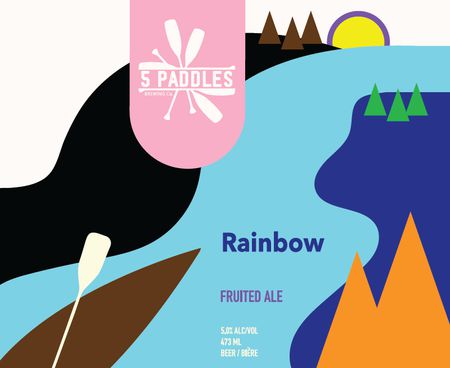 5 PADDLES
BREWING CO.
Rainbow
FRUITED ALE
5,0% ALC/VOL
473 ML
BEER / BIÈRE